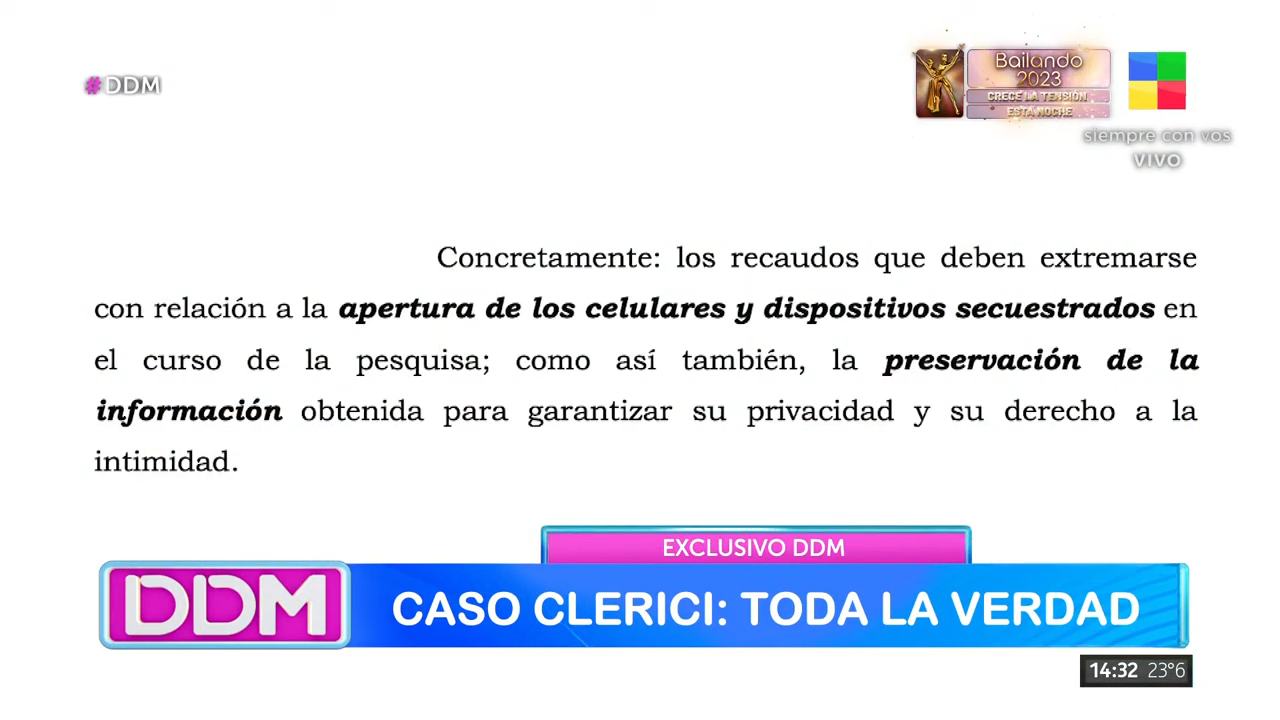 #DDM
Bailando
2023
CRECE LA TENSIÓN
ESTA NOCHE
siempre con vos
VIVO
Concretamente: los recaudos que deben extremarse
con relación a la apertura de los celulares y dispositivos secuestrados en
el curso de la pesquisa; como así también, la preservación de la
información obtenida para garantizar su privacidad y su derecho a la
intimidad.
EXCLUSIVO DDM
DDM
CASO CLERICI: TODA LA VERDAD
14:32 23°6